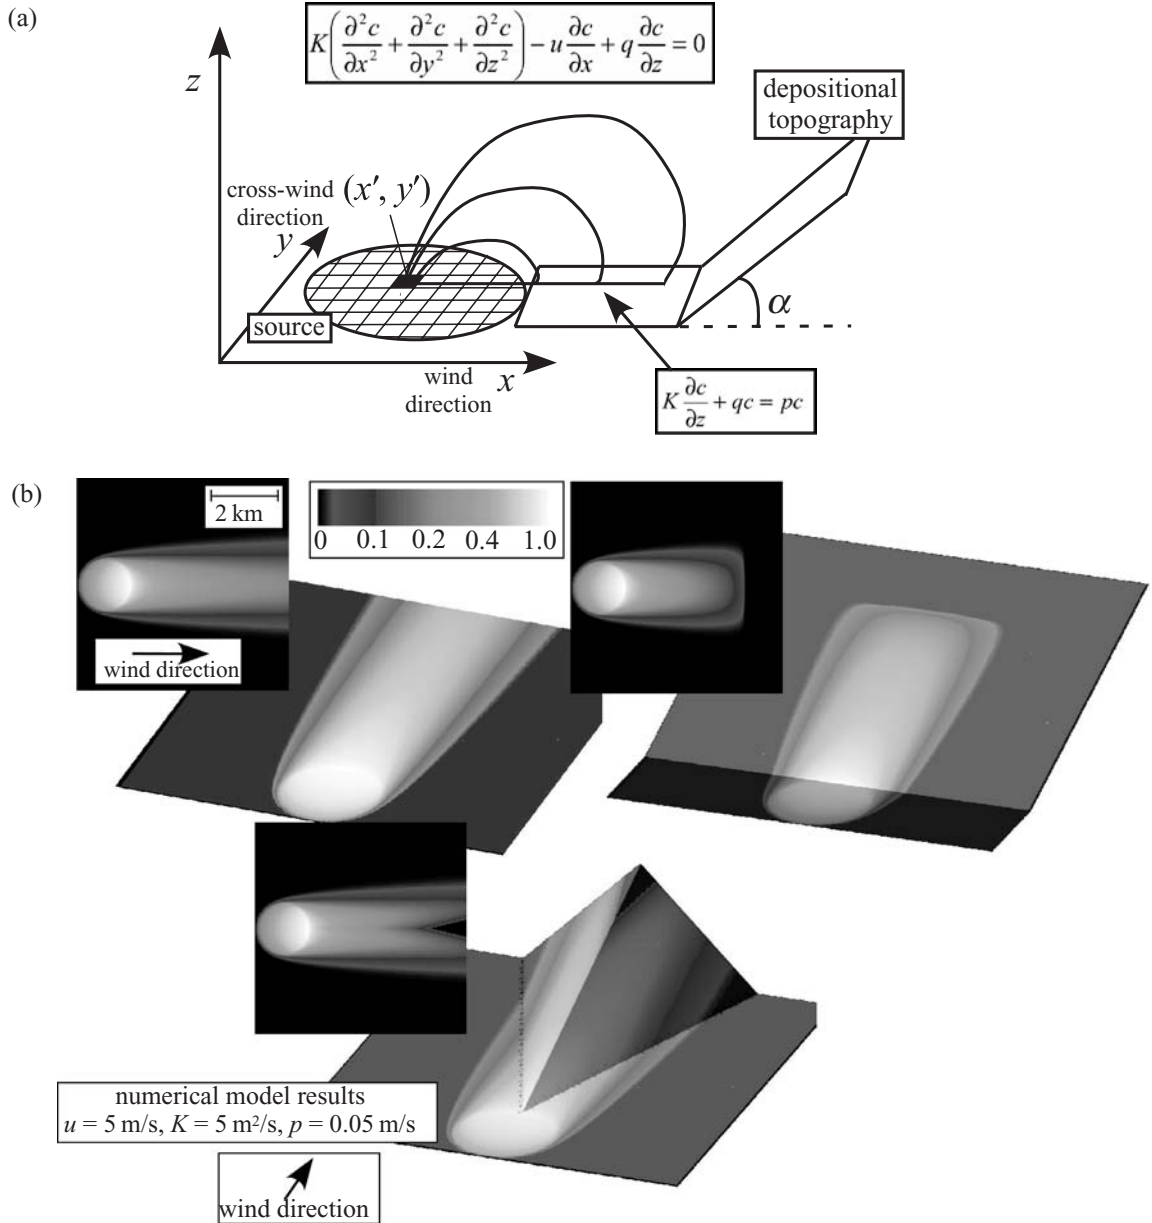 (a)
K(∂²c/∂x² + ∂²c/∂y² + ∂²c/∂z²) − u ∂c/∂x + q ∂c/∂z = 0
z
depositional
topography
cross-wind
direction
(x′, y′)
y
source
α
wind
direction
x
K ∂c/∂z + qc = pc
(b)
2 km
0 0.1 0.2 0.4 1.0
wind direction
numerical model results
u = 5 m/s, K = 5 m²/s, p = 0.05 m/s
wind direction